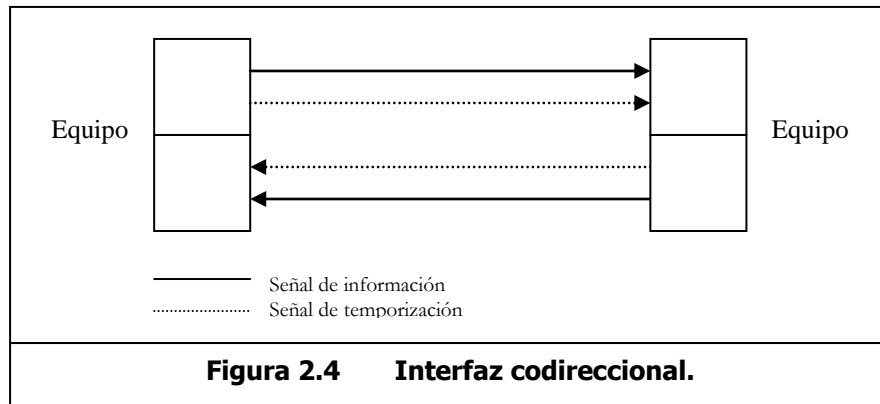 Equipo
Equipo
Señal de información
Señal de temporización
Figura 2.4 Interfaz codireccional.